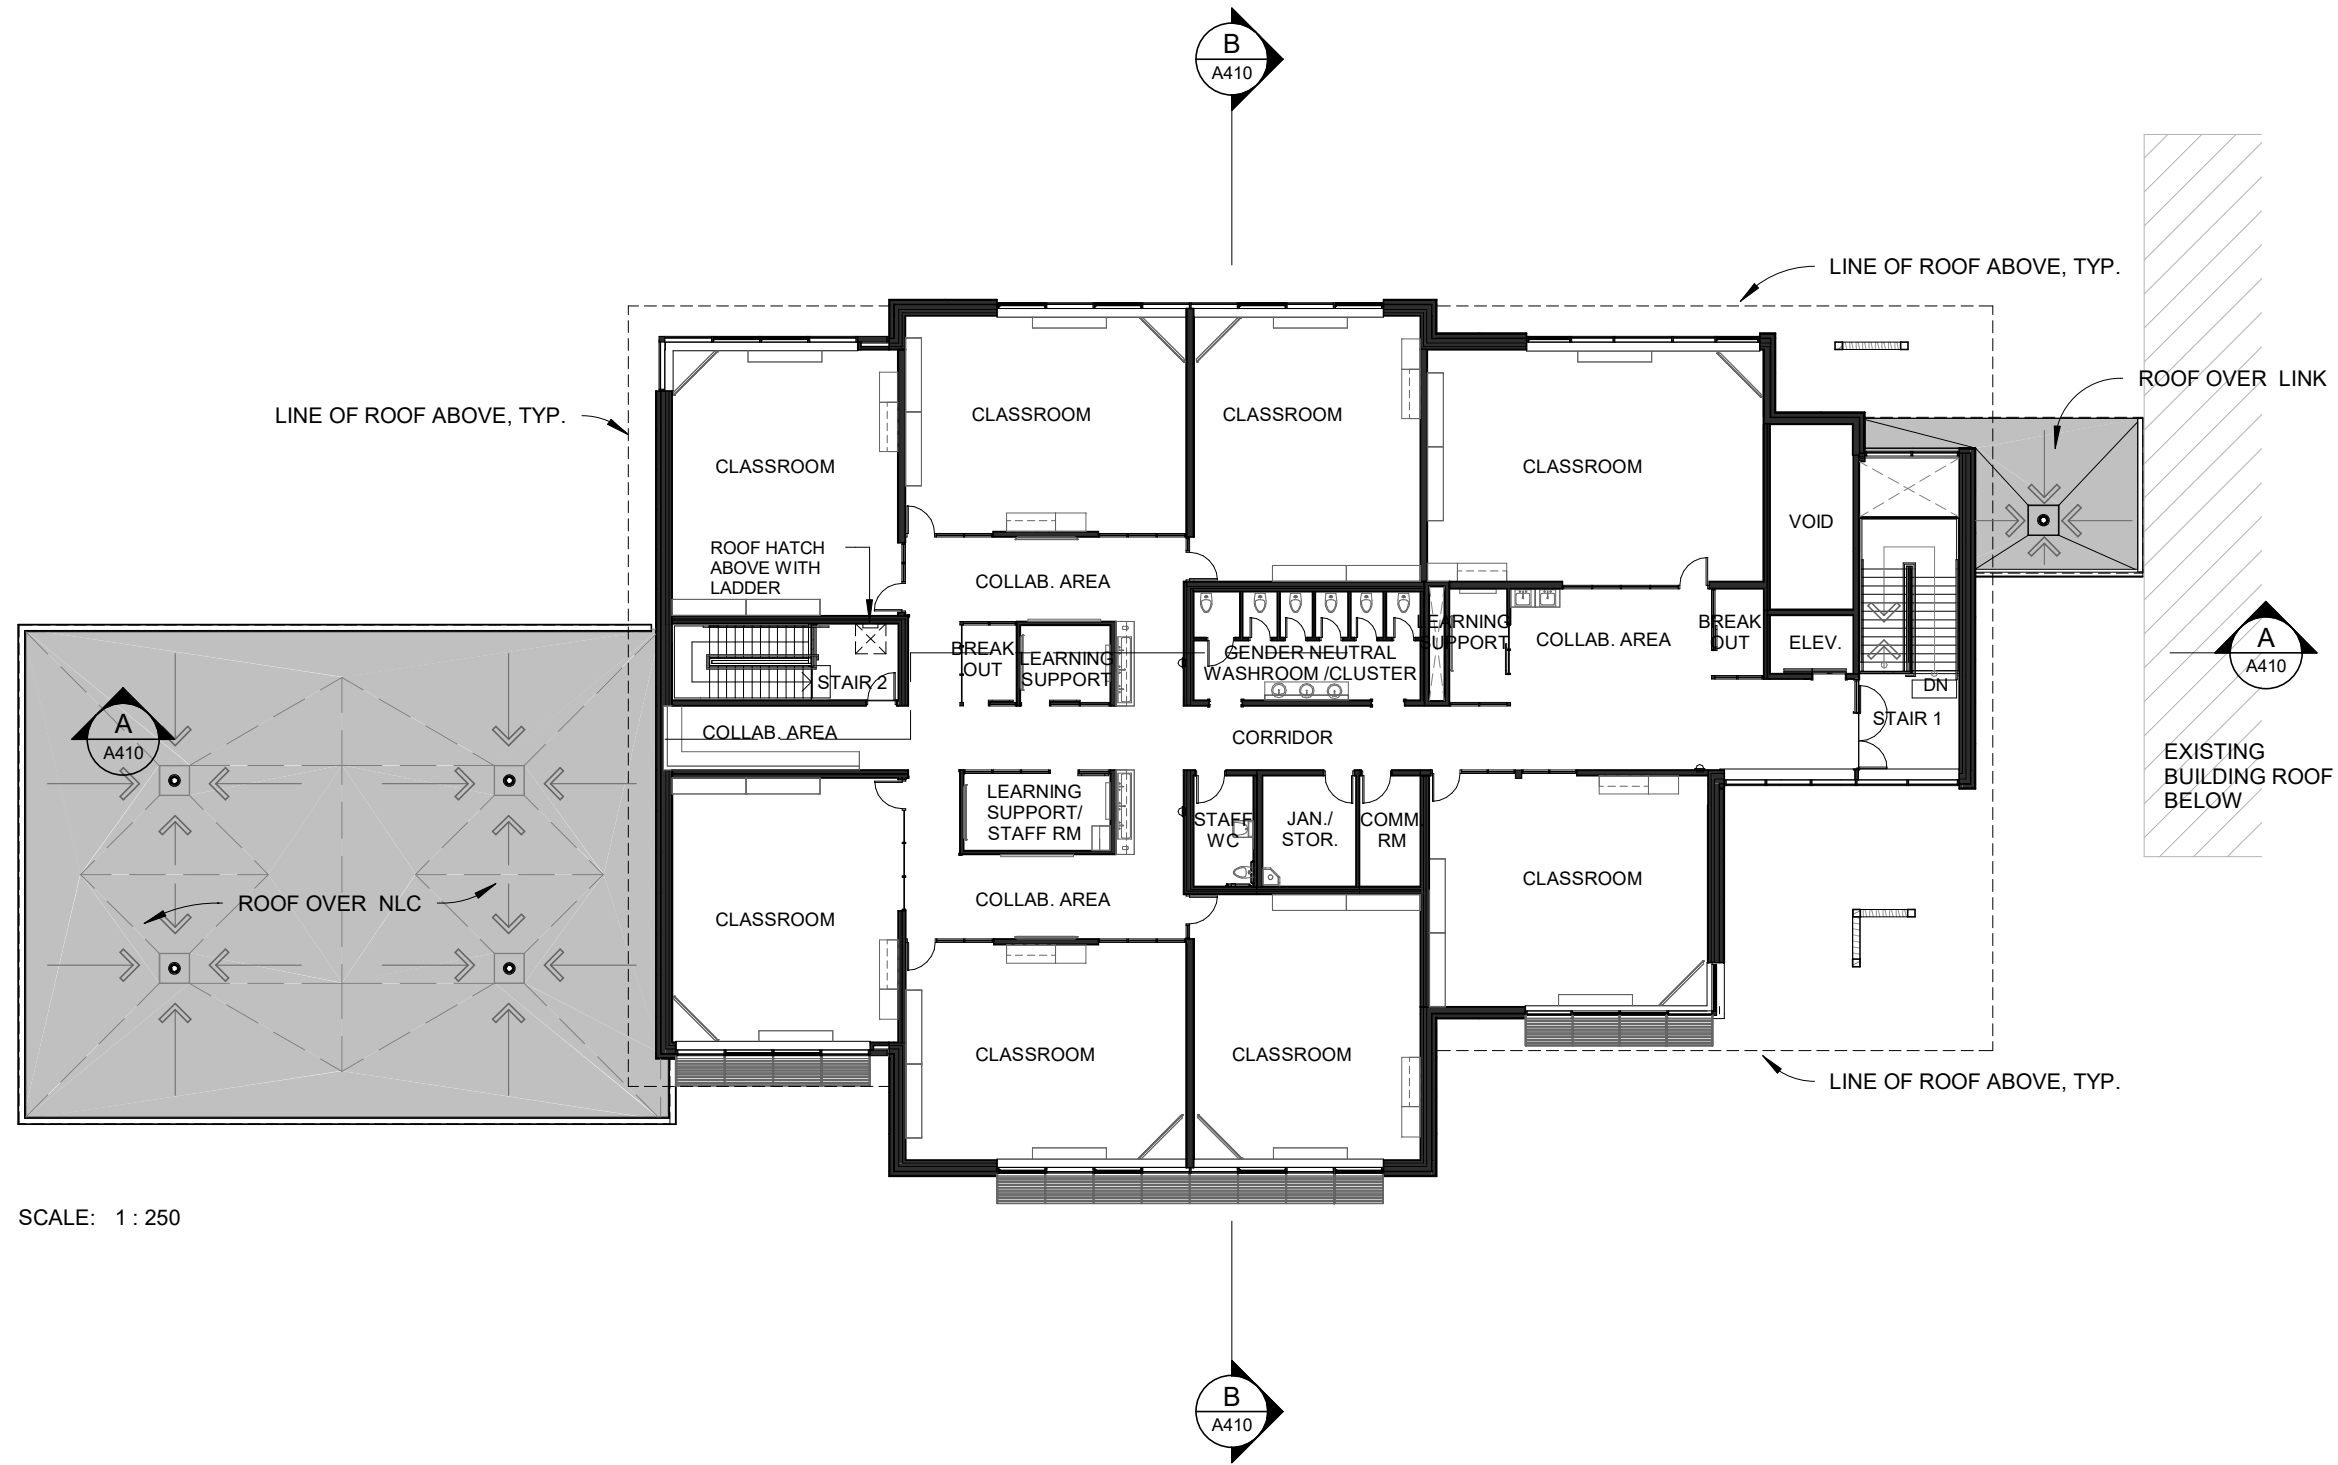 B
A410
LINE OF ROOF ABOVE, TYP.
ROOF OVER LINK
LINE OF ROOF ABOVE, TYP.
CLASSROOM
CLASSROOM
CLASSROOM
CLASSROOM
VOID
ROOF HATCH
ABOVE WITH
LADDER
COLLAB. AREA
BREAK
OUT
LEARNING
SUPPORT
GENDER NEUTRAL
WASHROOM /CLUSTER
LEARNING
SUPPORT
COLLAB. AREA
BREAK
OUT
ELEV.
A
A410
STAIR 2
DN
STAIR 1
A
A410
COLLAB. AREA
CORRIDOR
EXISTING
BUILDING ROOF
BELOW
LEARNING
SUPPORT/
STAFF RM
STAFF
WC
JAN./
STOR.
COMM.
RM
CLASSROOM
ROOF OVER NLC
CLASSROOM
COLLAB. AREA
CLASSROOM
CLASSROOM
LINE OF ROOF ABOVE, TYP.
SCALE: 1 : 250
B
A410